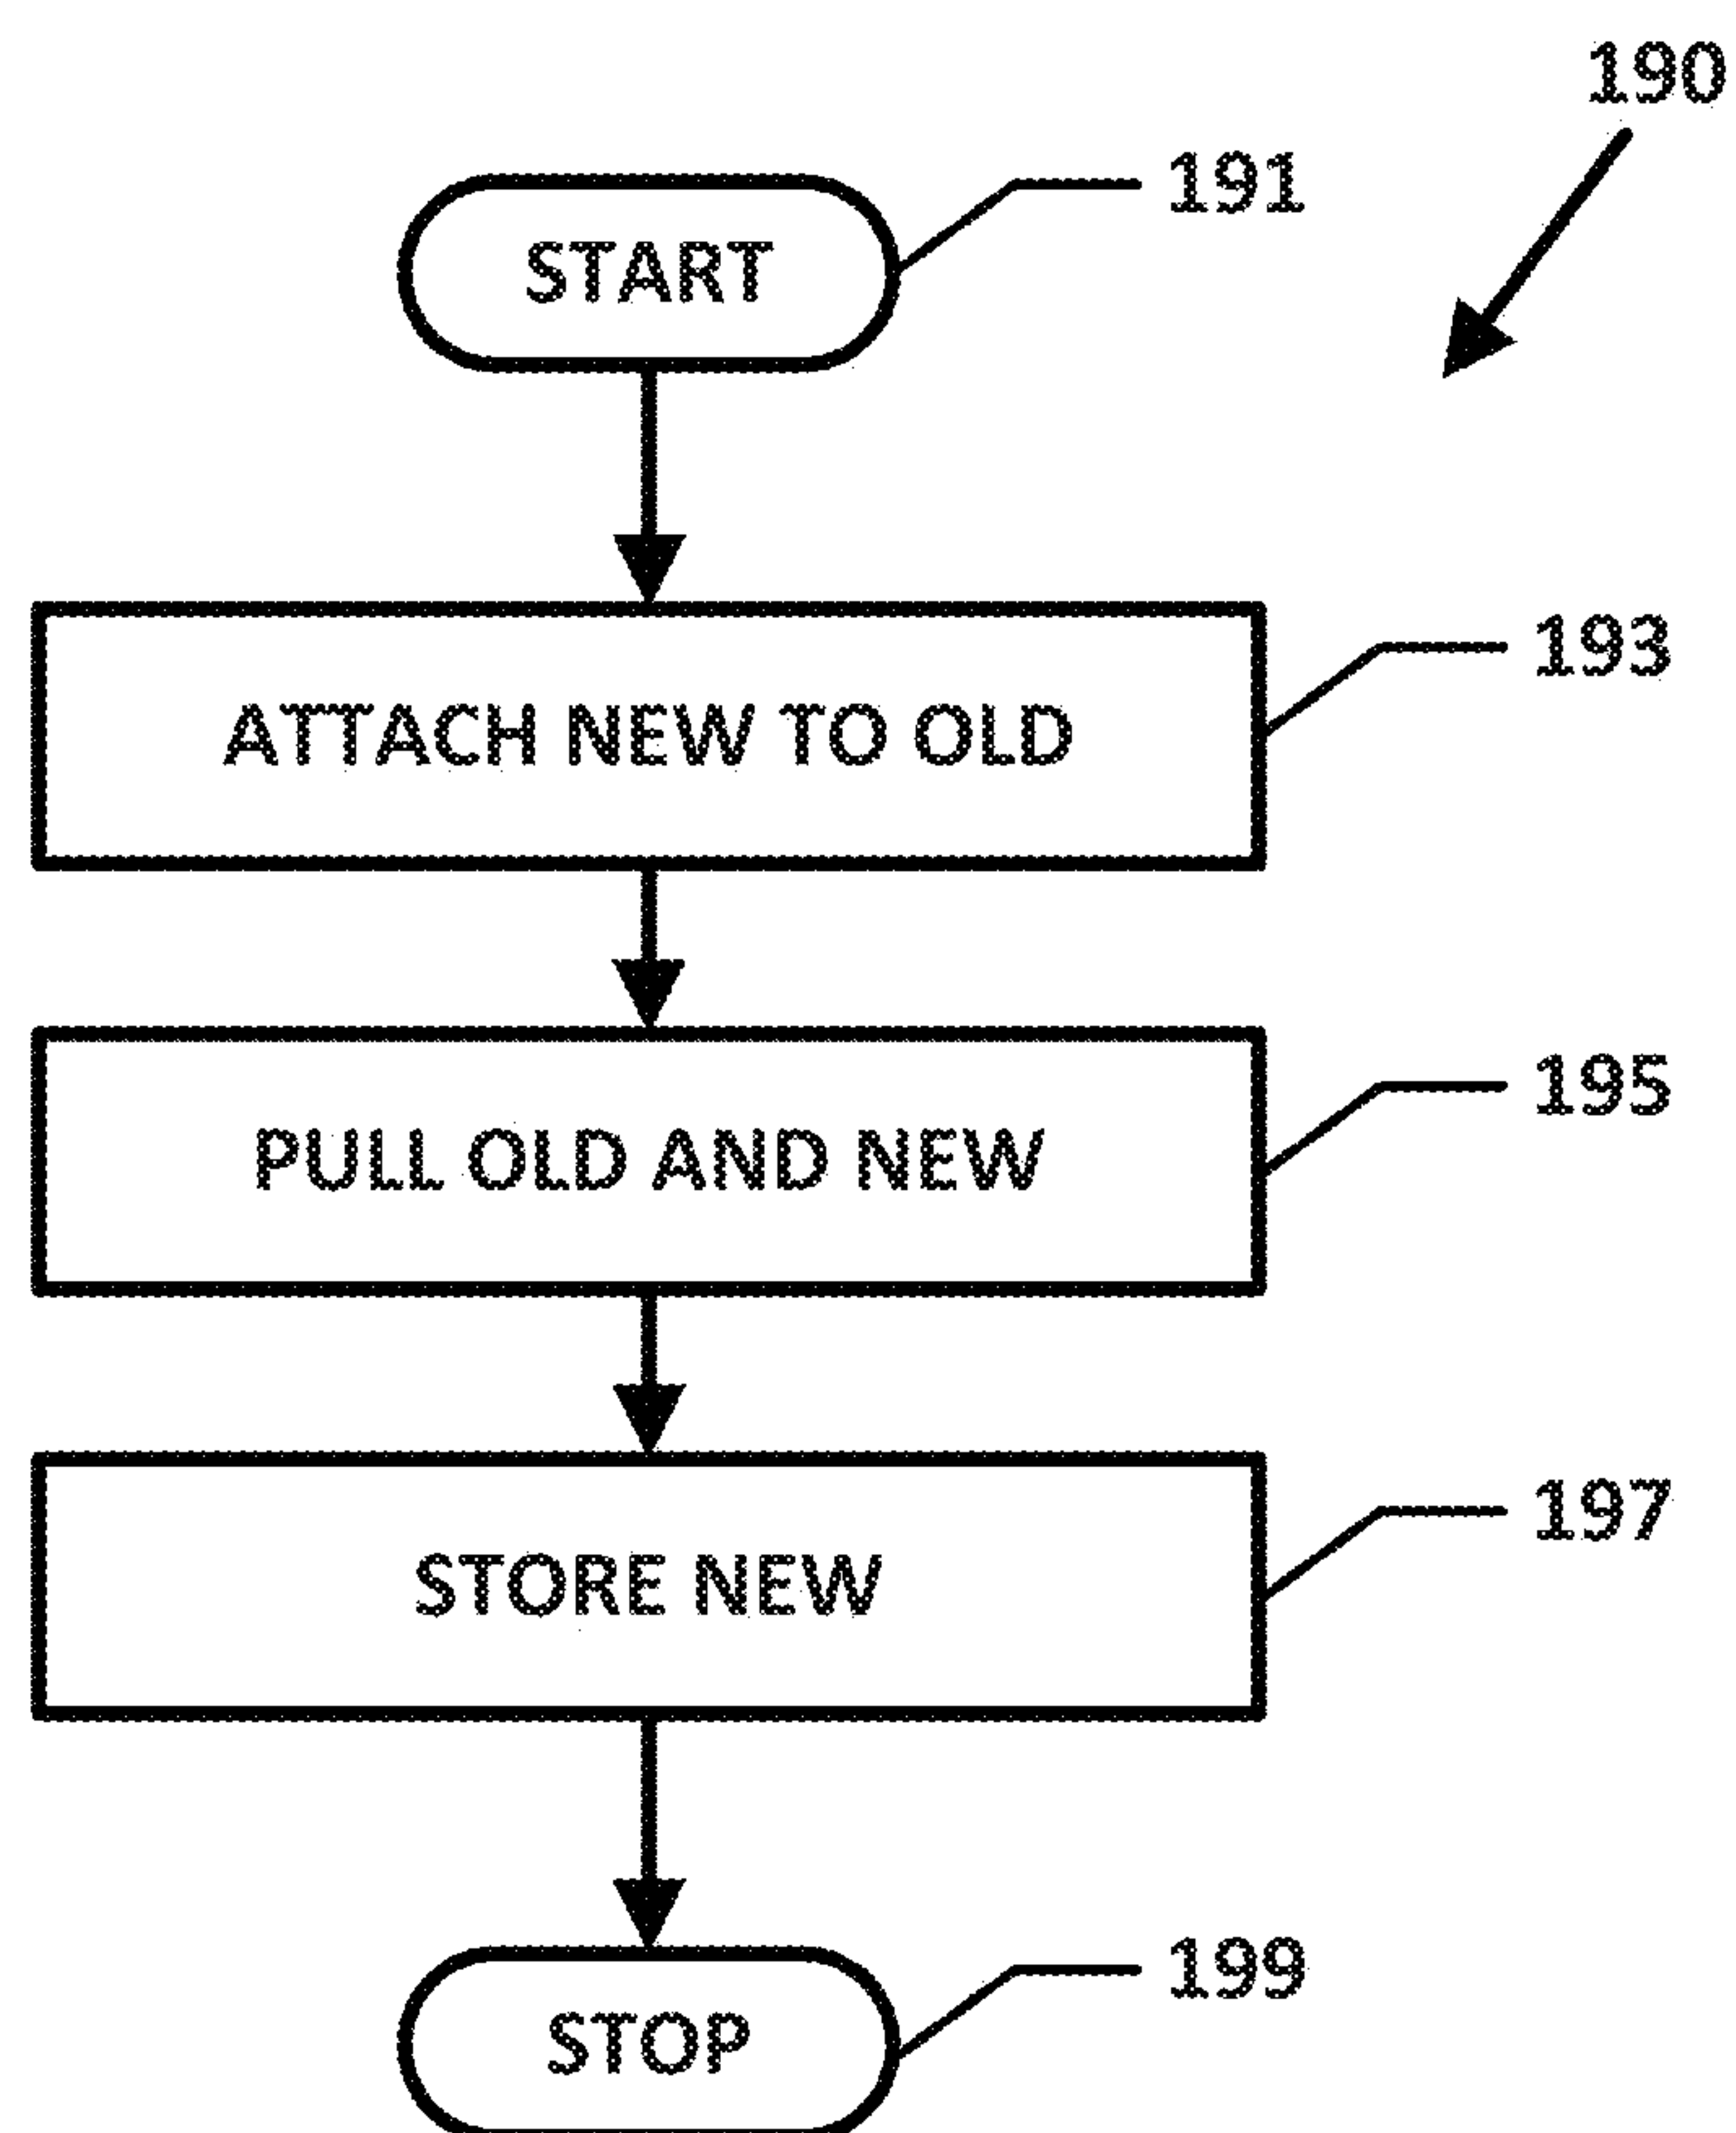 190
191
START
193
ATTACH NEW TO OLD
195
PULL OLD AND NEW
197
STORE NEW
199
STOP